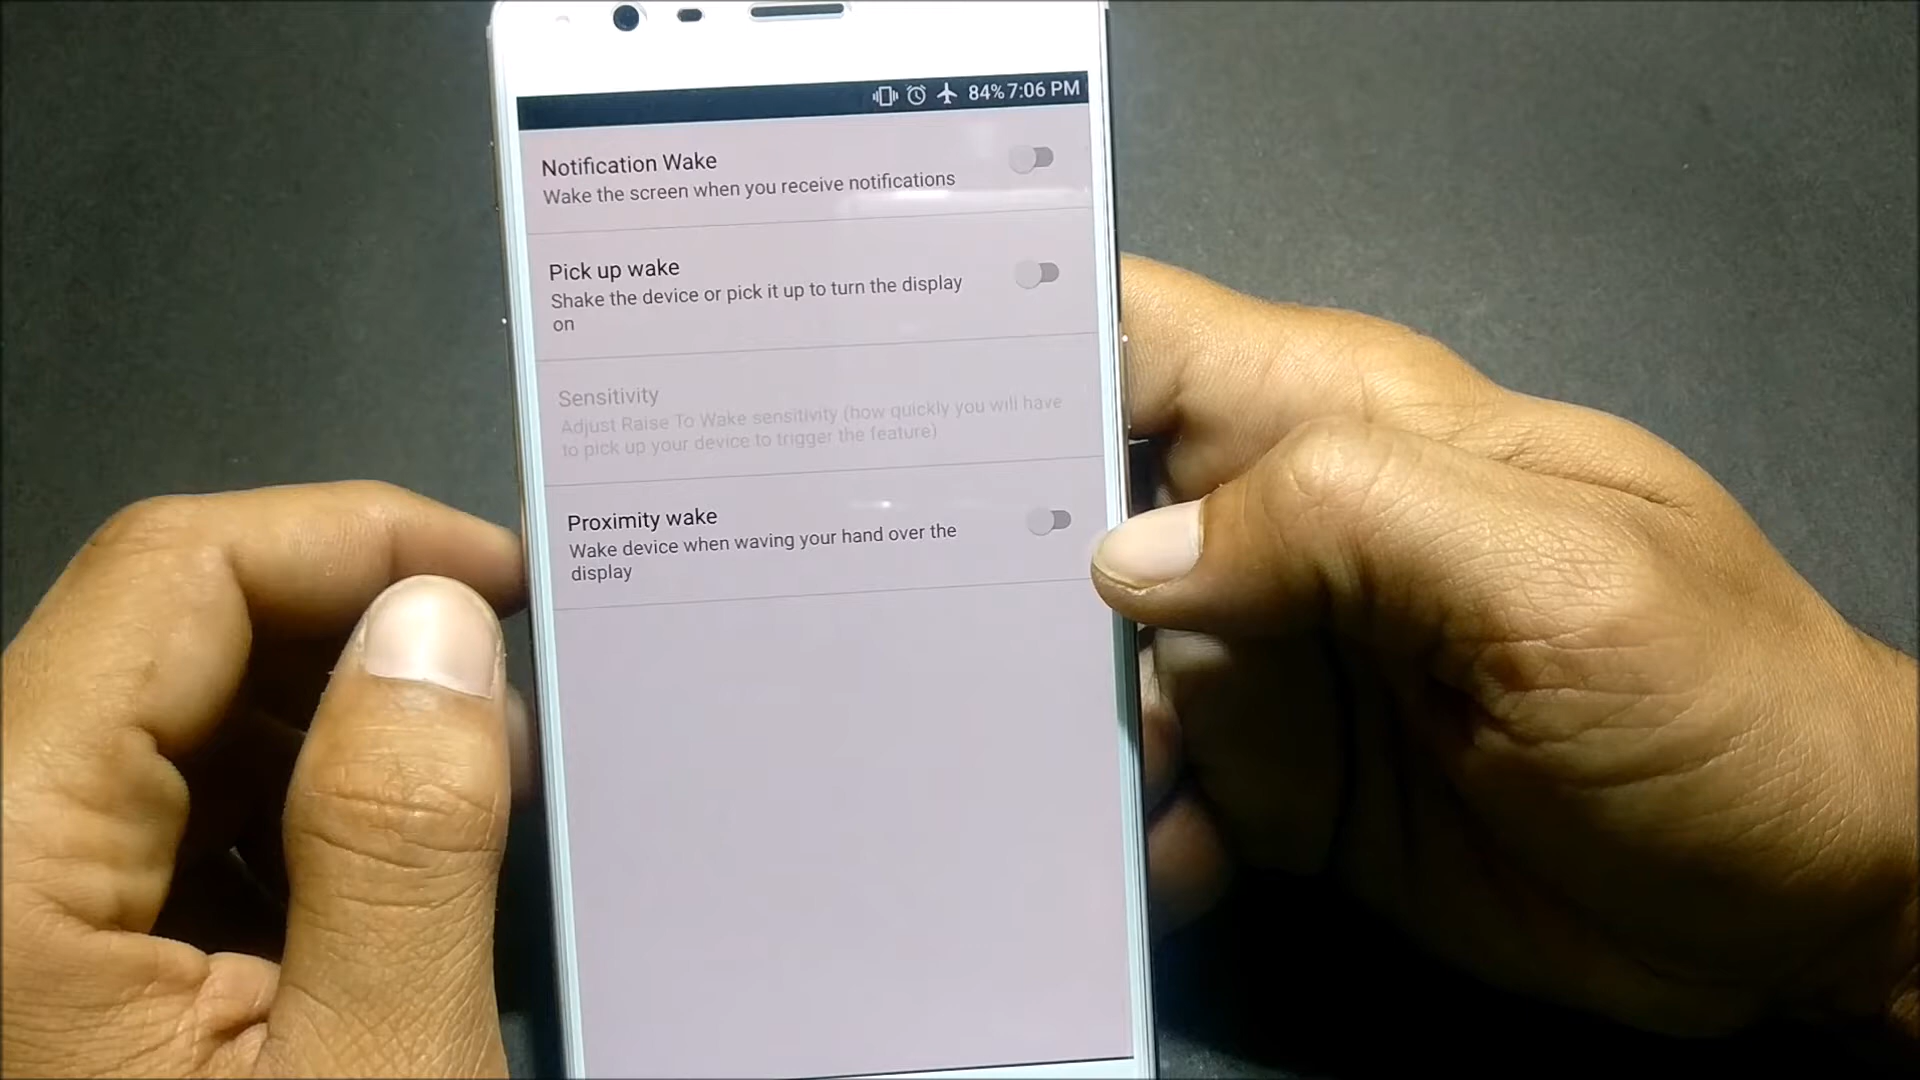 84% 7:06 PM
Notification Wake
Wake the screen when you receive notifications
Pick up wake
Shake the device or pick it up to turn the display
on
Sensitivity
Adjust Raise To Wake sensitivity (how quickly you will have
to pick up your device to trigger the feature)
Proximity wake
Wake device when waving your hand over the
display